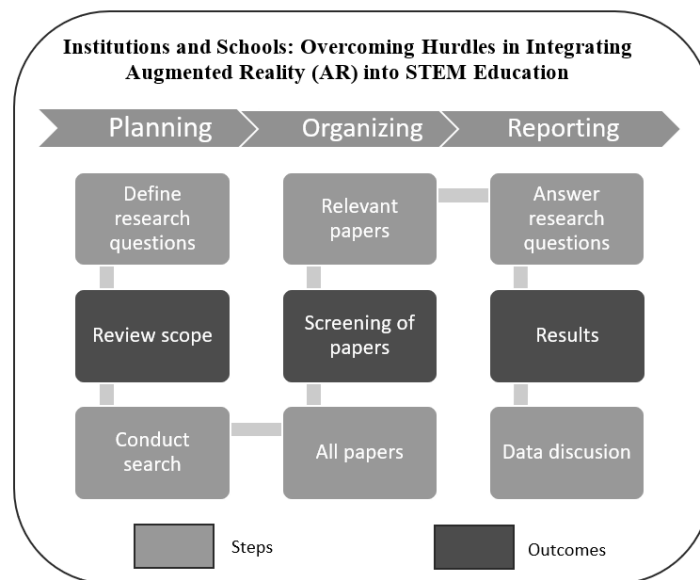 Institutions and Schools: Overcoming Hurdles in Integrating
Augmented Reality (AR) into STEM Education
Planning
Organizing
Reporting
Define
research
questions
Relevant
papers
Answer
research
questions
Review scope
Screening of
papers
Results
Conduct
search
All papers
Data discusion
Steps
Outcomes